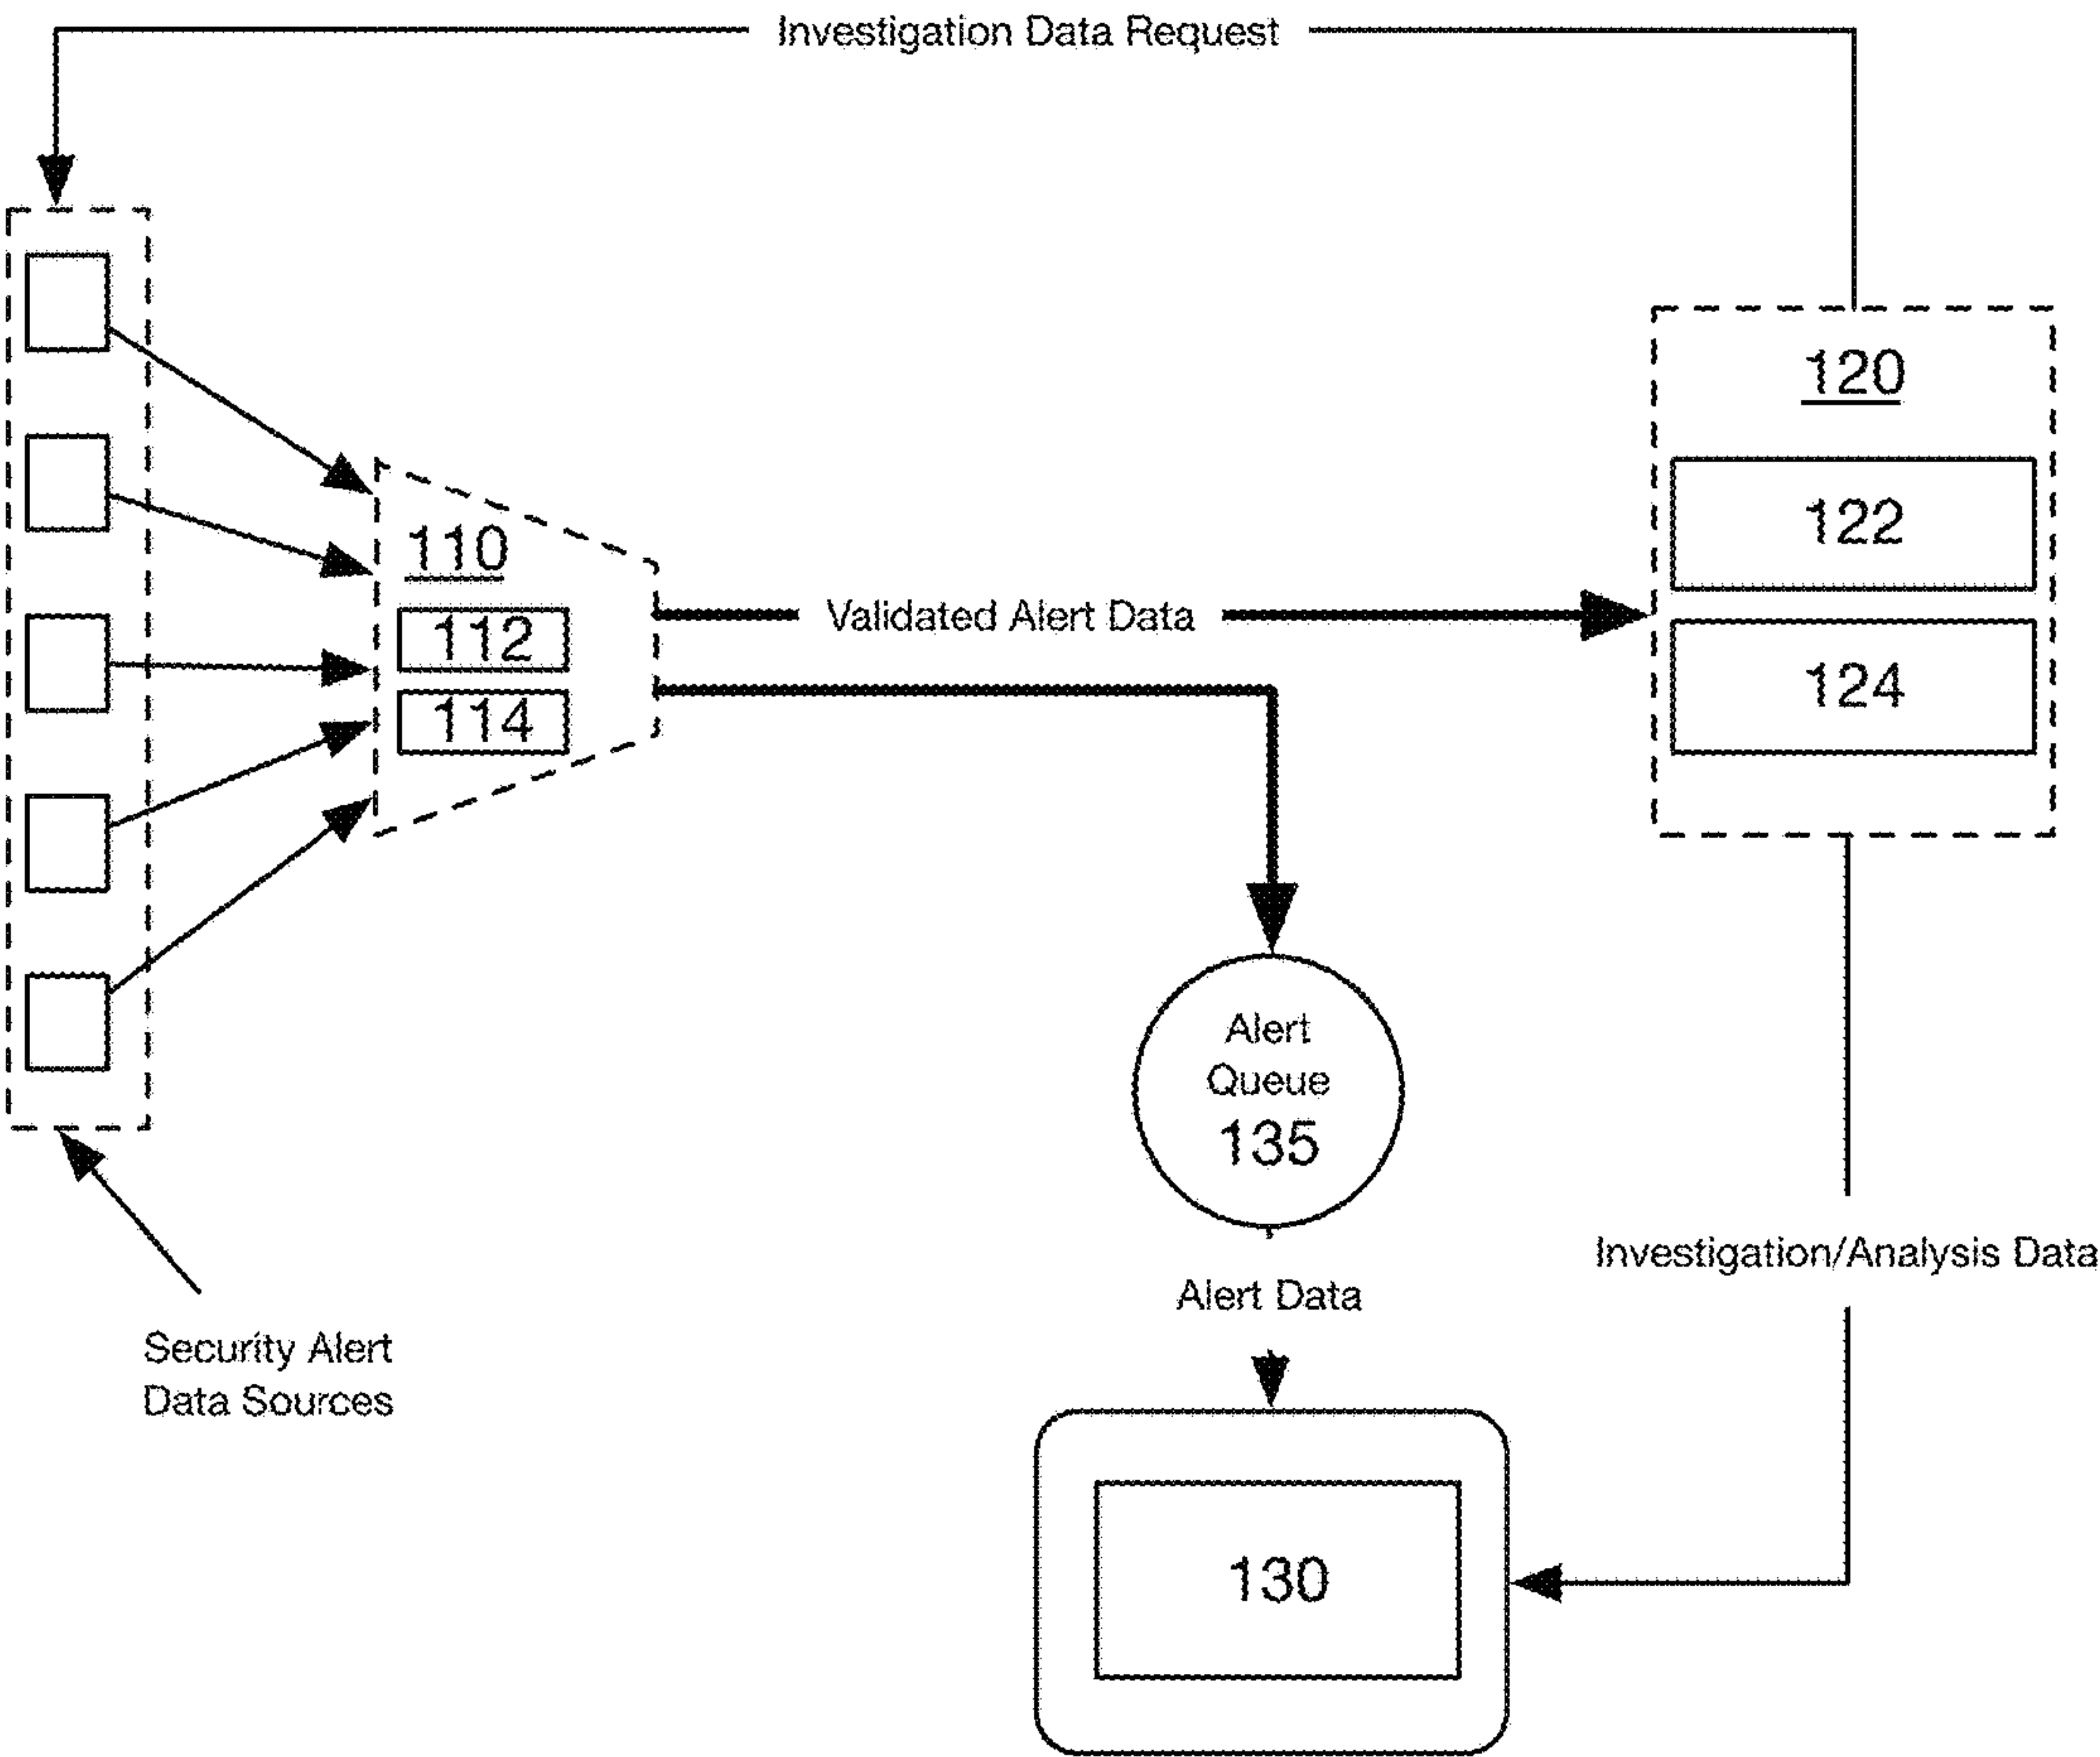 Investigation Data Request
120
110
122
112
Validated Alert Data
114
124
Alert
Queue
135
Investigation/Analysis Data
Alert Data
Security Alert
Data Sources
130